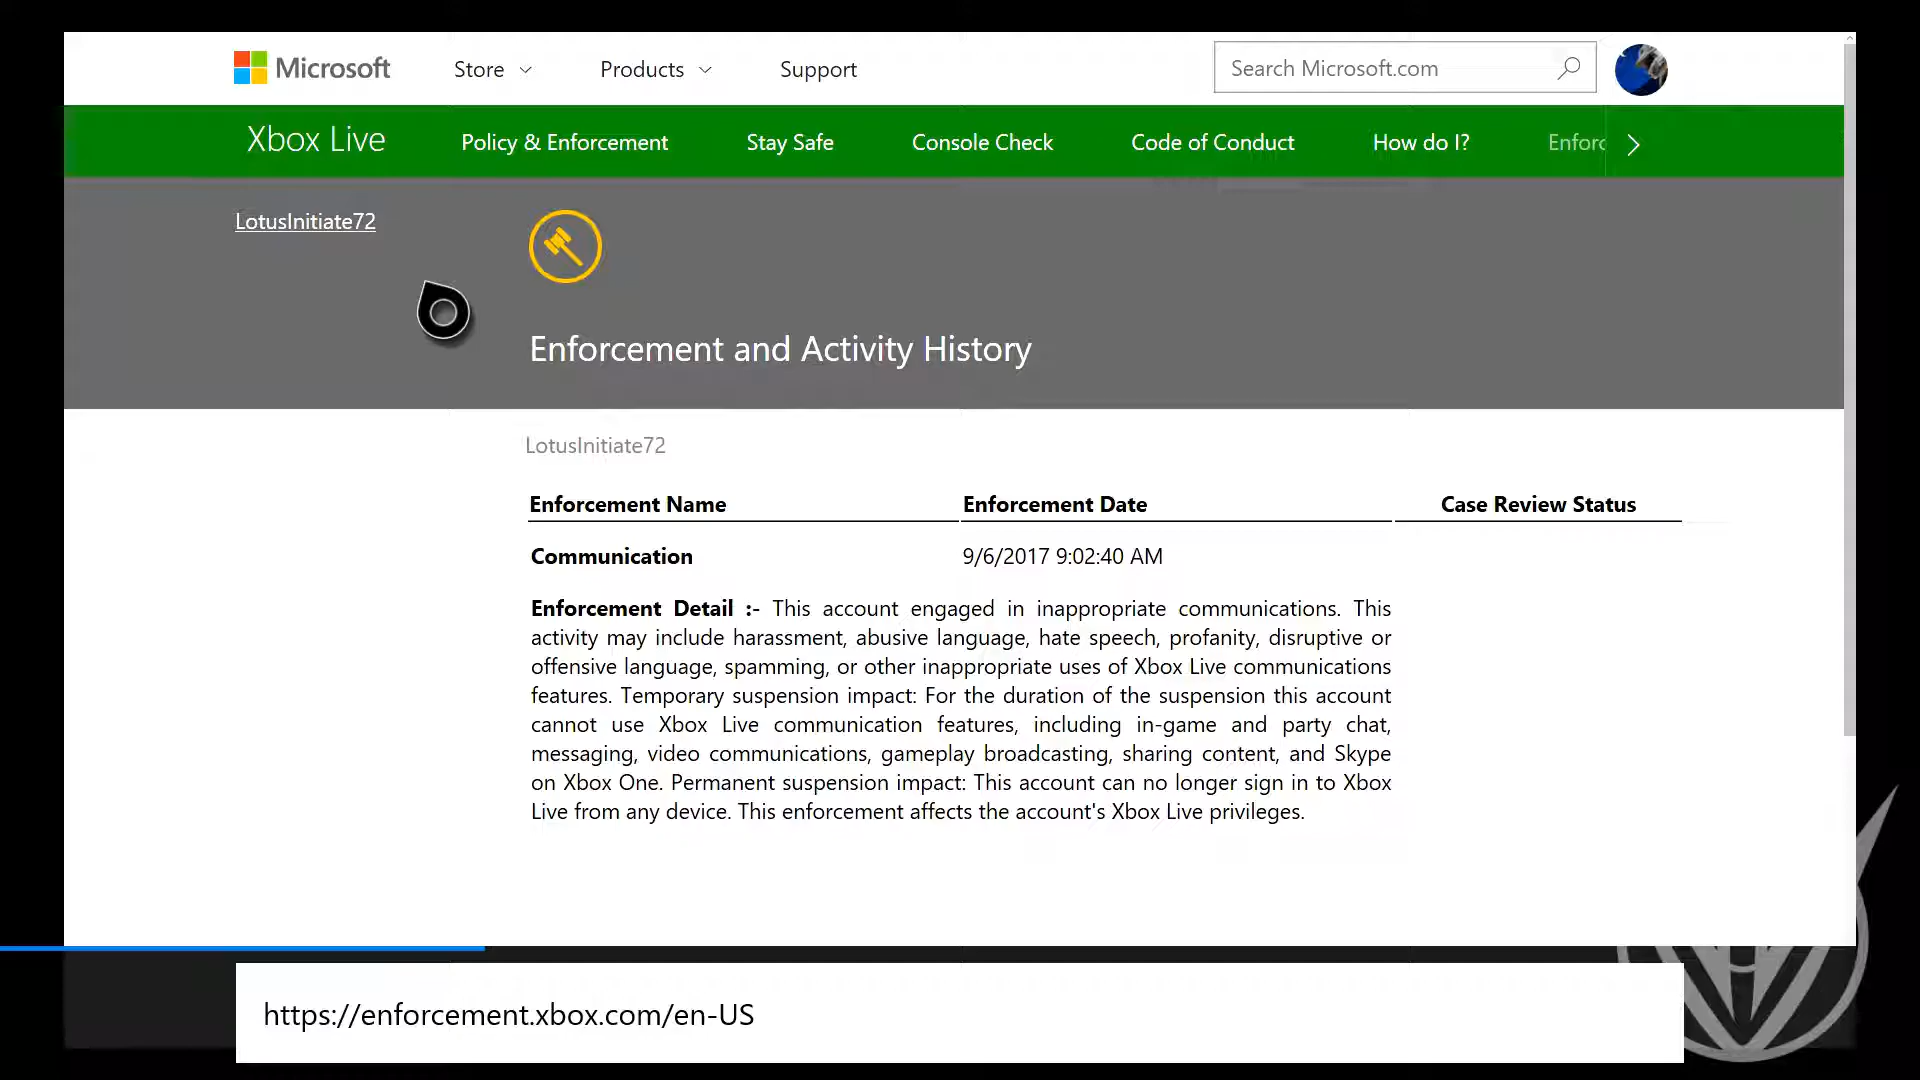 Microsoft Store Products Support Search Microsoft.com
Xbox Live Policy & Enforcement Stay Safe Console Check Code of Conduct How do I? Enforc
LotusInitiate72
Enforcement and Activity History
LotusInitiate72
Enforcement Name Enforcement Date Case Review Status
Communication 9/6/2017 9:02:40 AM
Enforcement Detail :- This account engaged in inappropriate communications. This
activity may include harassment, abusive language, hate speech, profanity, disruptive or
offensive language, spamming, or other inappropriate uses of Xbox Live communications
features. Temporary suspension impact: For the duration of the suspension this account
cannot use Xbox Live communication features, including in-game and party chat,
messaging, video communications, gameplay broadcasting, sharing content, and Skype
on Xbox One. Permanent suspension impact: This account can no longer sign in to Xbox
Live from any device. This enforcement affects the account's Xbox Live privileges.
https://enforcement.xbox.com/en-US